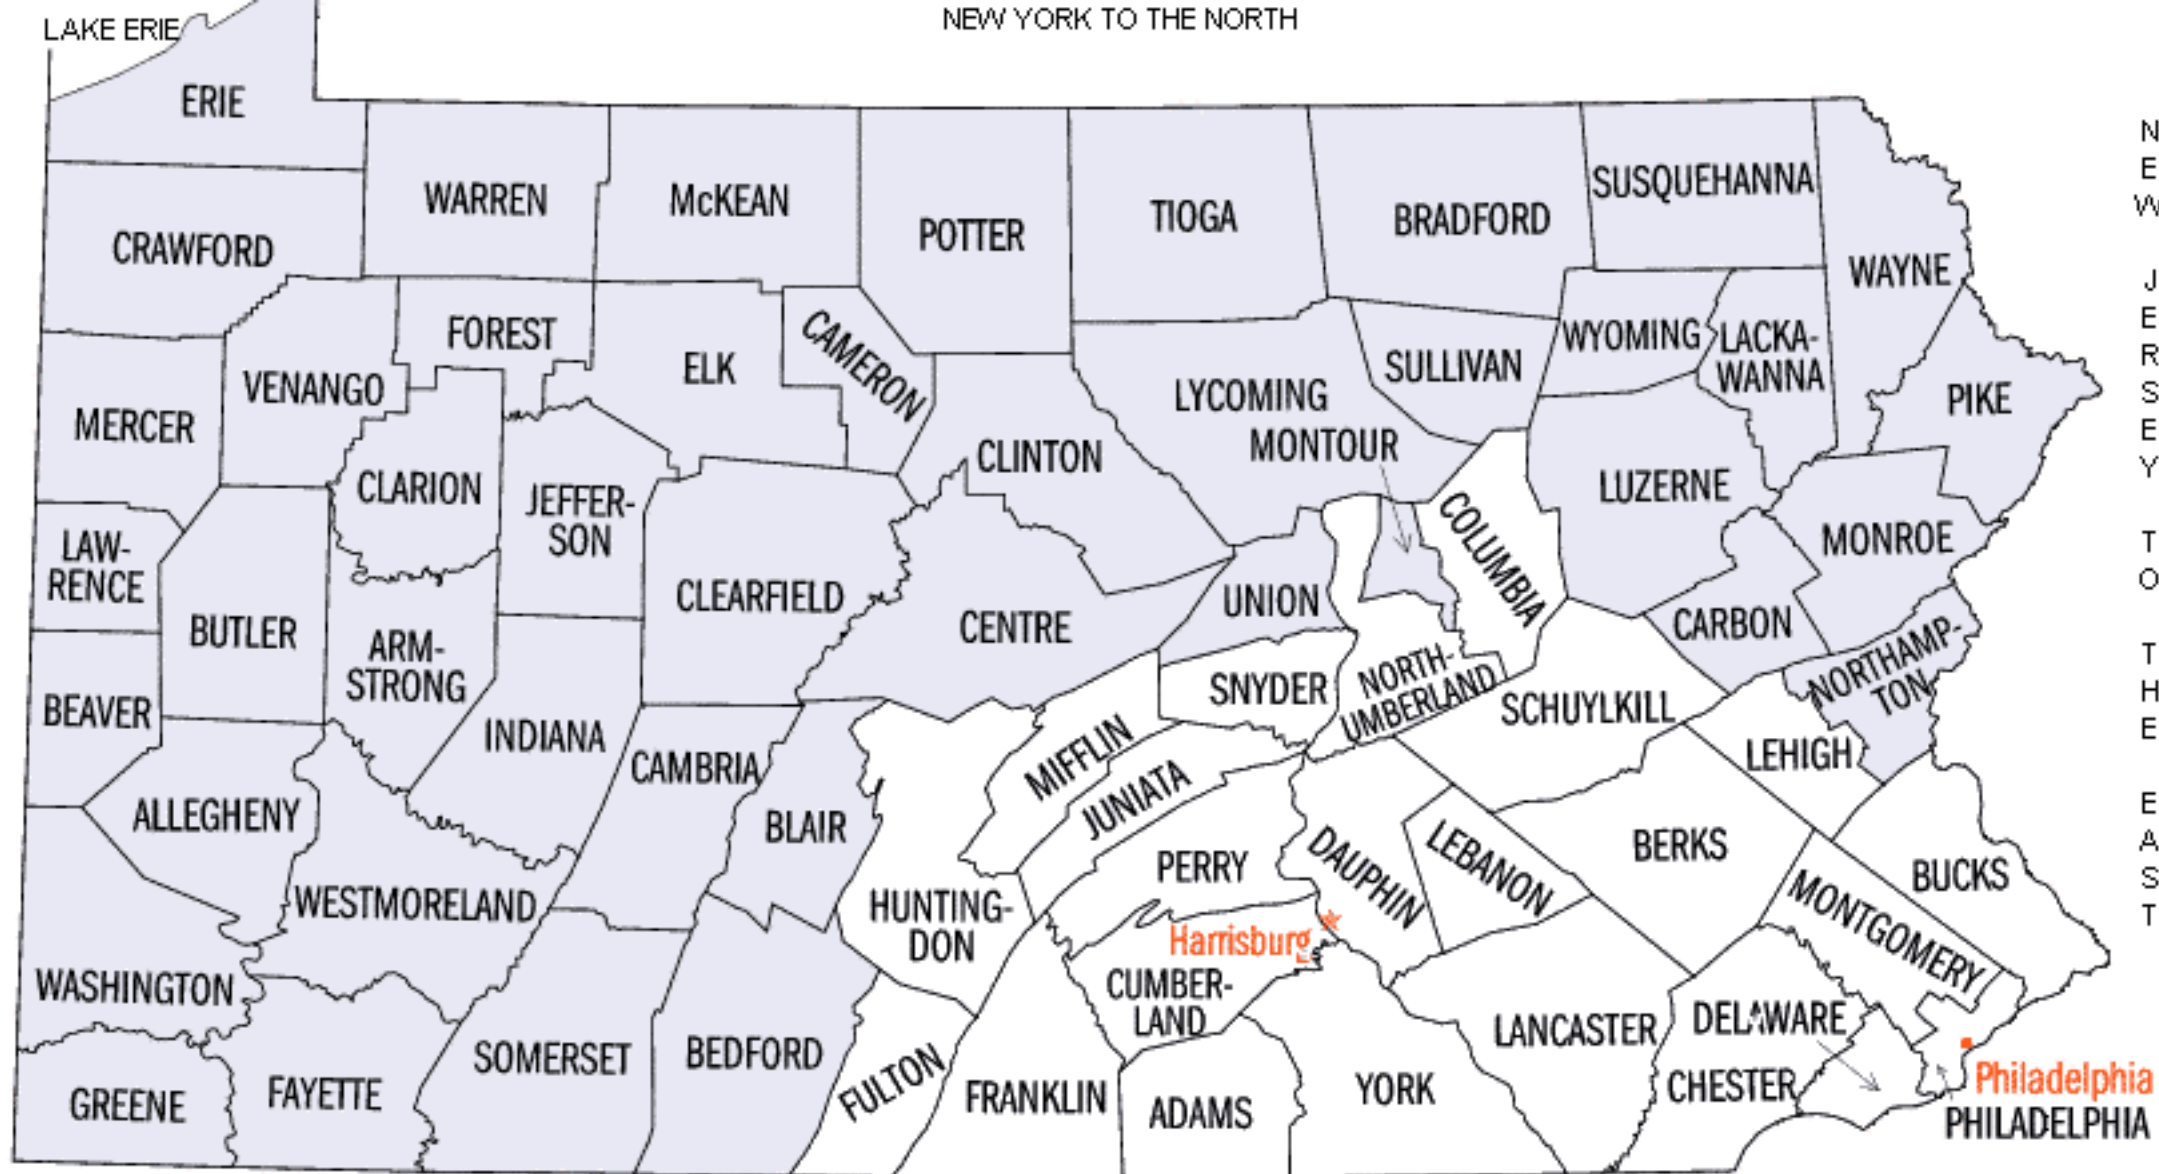 LAKE ERIE
NEW YORK TO THE NORTH
NEW JERSEY TO THE EAST
ERIE
WARREN
McKEAN
POTTER
TIOGA
BRADFORD
SUSQUEHANNA
WAYNE
CRAWFORD
FOREST
ELK
CAMERON
SULLIVAN
WYOMING
LACKA-
WANNA
PIKE
MERCER
VENANGO
CLARION
JEFFER-
SON
CLINTON
LYCOMING
MONTOUR
COLUMBIA
LUZERNE
MONROE
LAW-
RENCE
BUTLER
ARM-
STRONG
CLEARFIELD
CENTRE
UNION
CARBON
NORTHAMP-
TON
BEAVER
INDIANA
CAMBRIA
SNYDER
NORTH-
UMBERLAND
SCHUYLKILL
LEHIGH
ALLEGHENY
WESTMORELAND
BLAIR
MIFFLIN
JUNIATA
HUNTING-
DON
PERRY
DAUPHIN
LEBANON
BERKS
MONTGOMERY
BUCKS
Harrisburg
WASHINGTON
CUMBER-
LAND
LANCASTER
DELAWARE
CHESTER
GREENE
FAYETTE
SOMERSET
BEDFORD
FULTON
FRANKLIN
ADAMS
YORK
Philadelphia
PHILADELPHIA